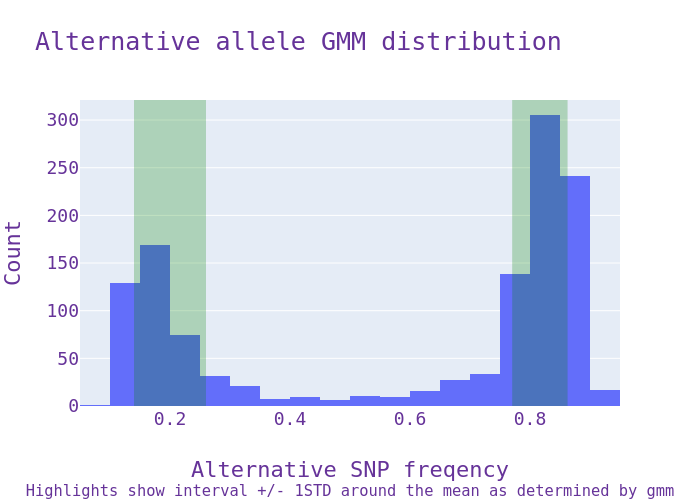 Alternative allele GMM distribution
300
250
200
150
100
50
0
Count
0.2 0.4 0.6 0.8
Alternative SNP freqency
Highlights show interval +/- 1STD around the mean as determined by gmm